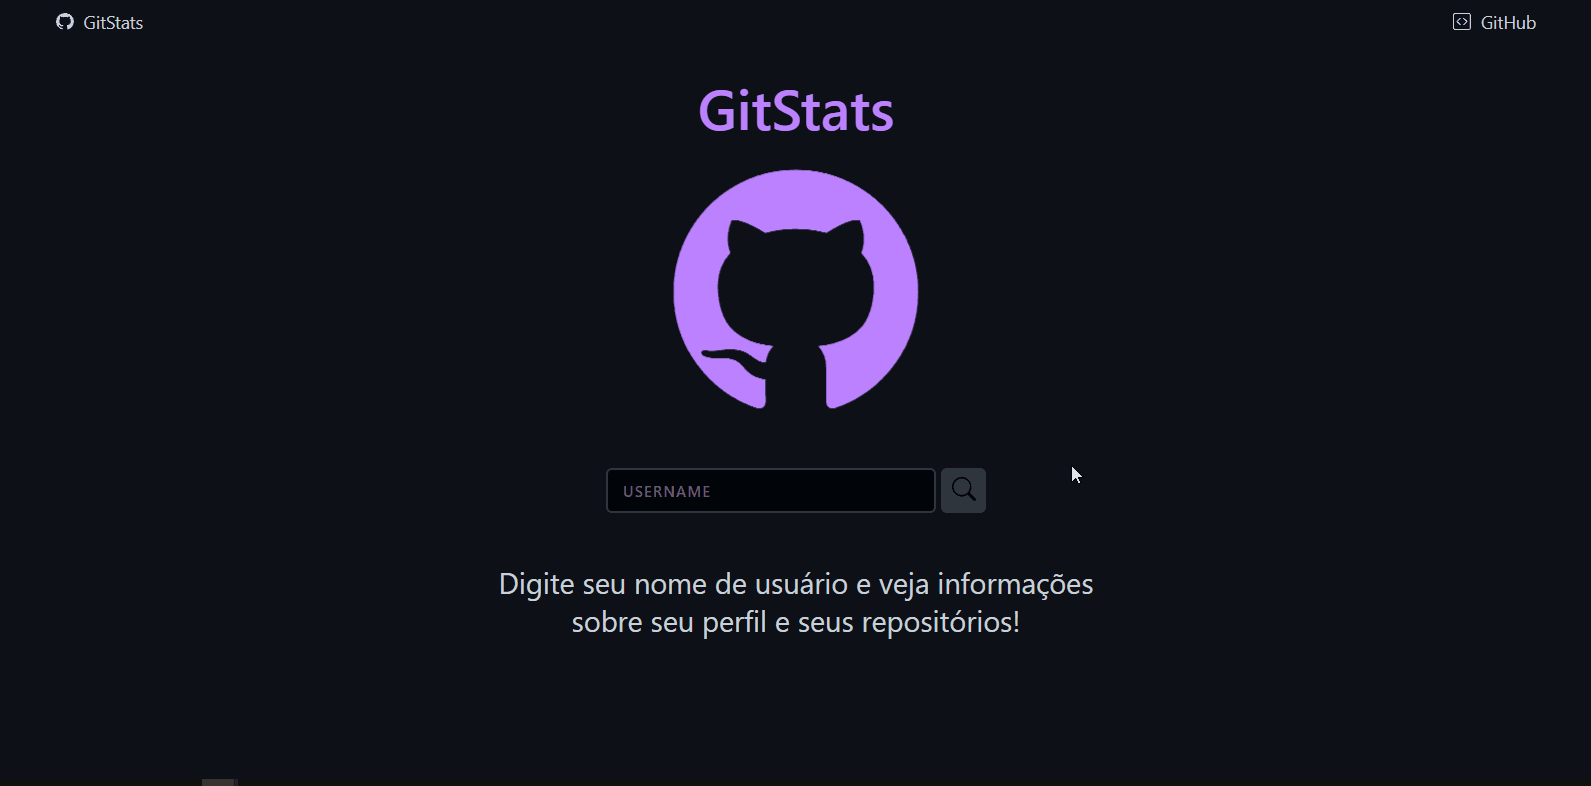 GitStats
GitHub
GitStats
USERNAME
Digite seu nome de usuário e veja informações
sobre seu perfil e seus repositórios!